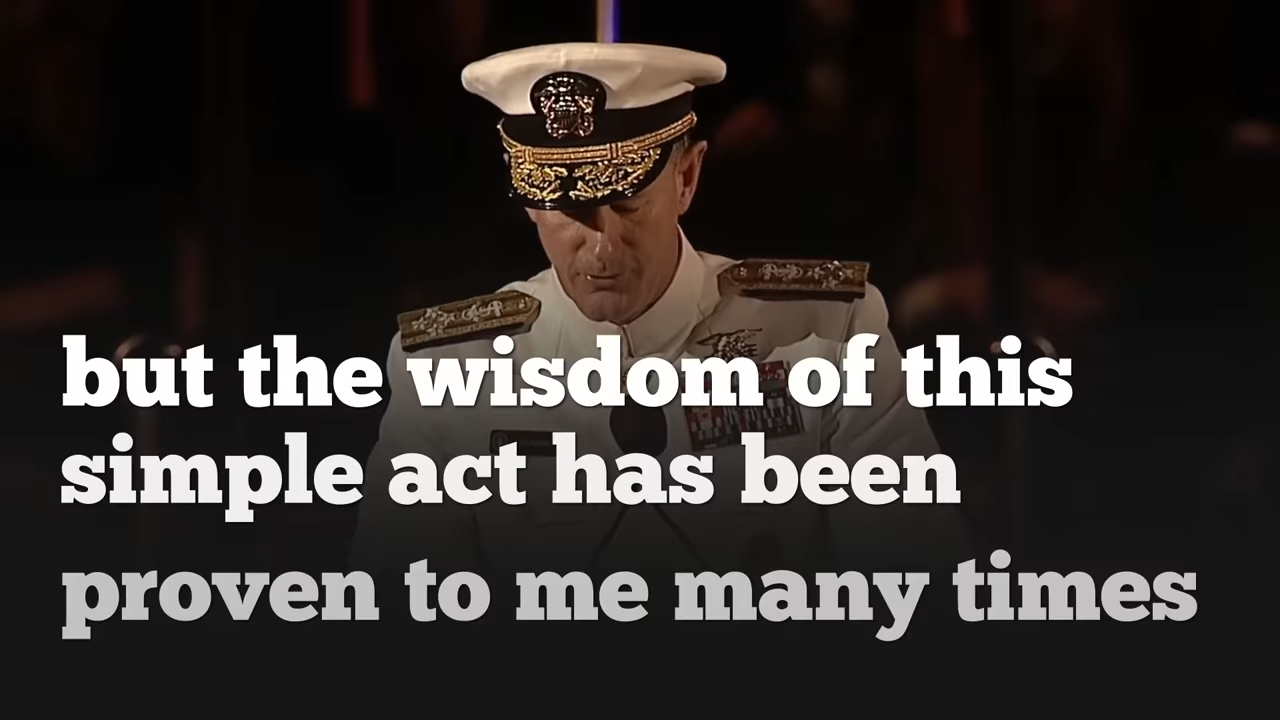 but the wisdom of this
simple act has been
proven to me many times